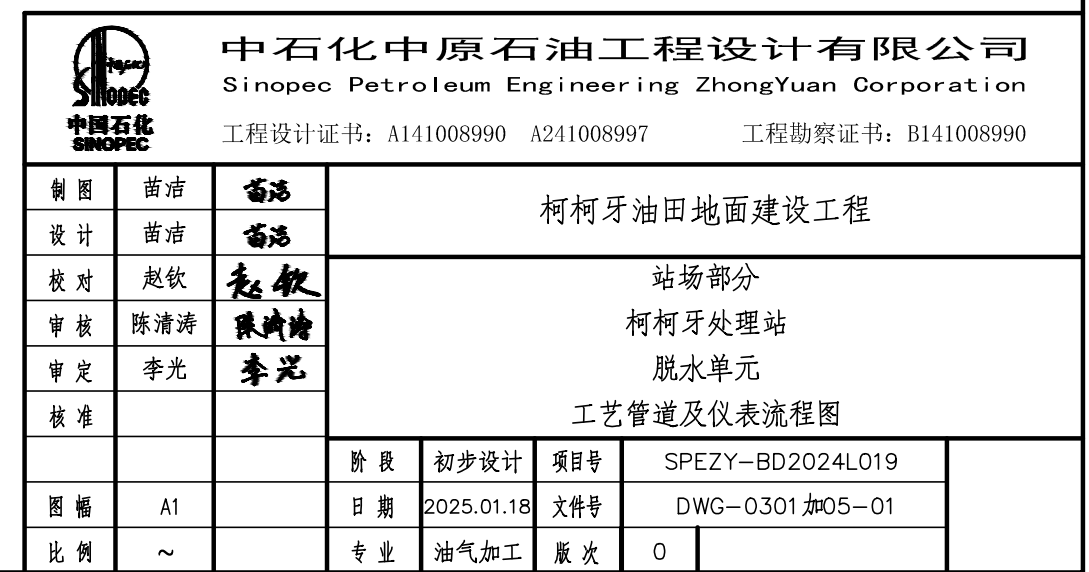 中石化中原石油工程设计有限公司
Sinopec Petroleum Engineering ZhongYuan Corporation
SINOPEC
中国石化
SINOPEC
工程设计证书: A141008990 A241008997 工程勘察证书: B141008990
制图 苗洁 苗洁
设计 苗洁 苗洁
柯柯牙油田地面建设工程
校对 赵钦 赵钦
审核 陈清涛 陈清涛
审定 李光 李光
核准
站场部分
柯柯牙处理站
脱水单元
工艺管道及仪表流程图
阶段 初步设计 项目号 SPEZY-BD2024L019
图幅 A1 日期 2025.01.18 文件号 DWG-0301加05-01
比例 ~ 专业 油气加工 版次 0